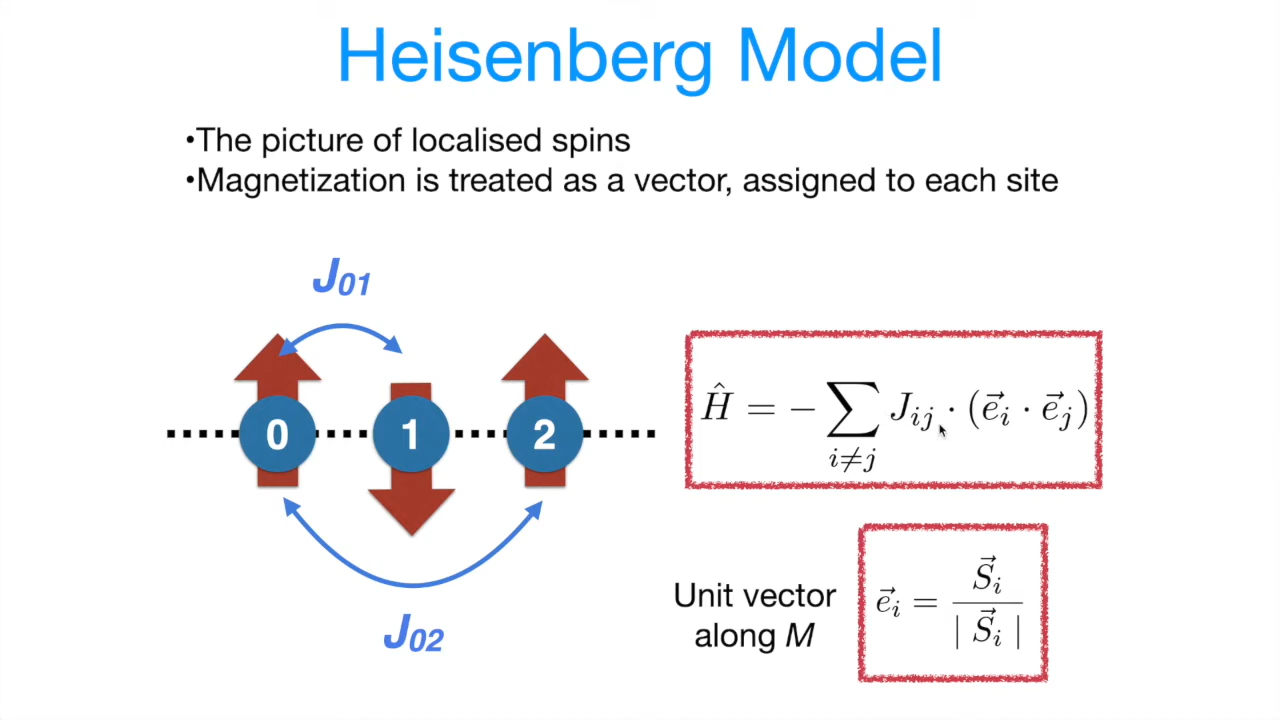 Heisenberg Model
•The picture of localised spins
•Magnetization is treated as a vector, assigned to each site
J01
0
1
2
J02
Ĥ = − ∑ i≠j Jij · (e⃗i · e⃗j)
Unit vector
along M
e⃗i = S⃗i / | S⃗i |